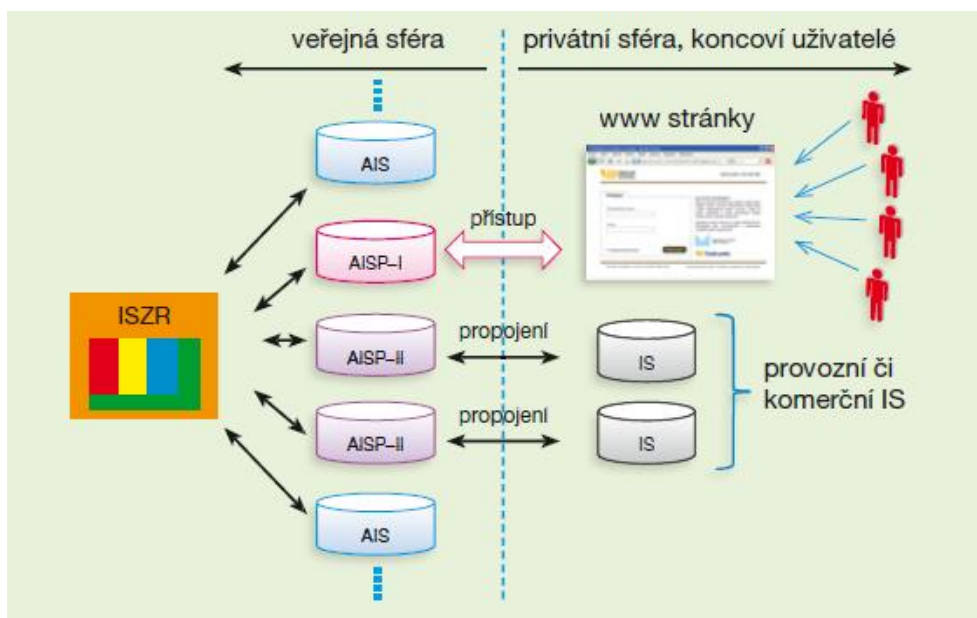 veřejná sféra
privátní sféra, koncoví uživatelé
www stránky
AIS
přístup
AISP–I
ISZR
propojení
AISP–II
IS
provozní či
komerční IS
propojení
AISP–II
IS
AIS